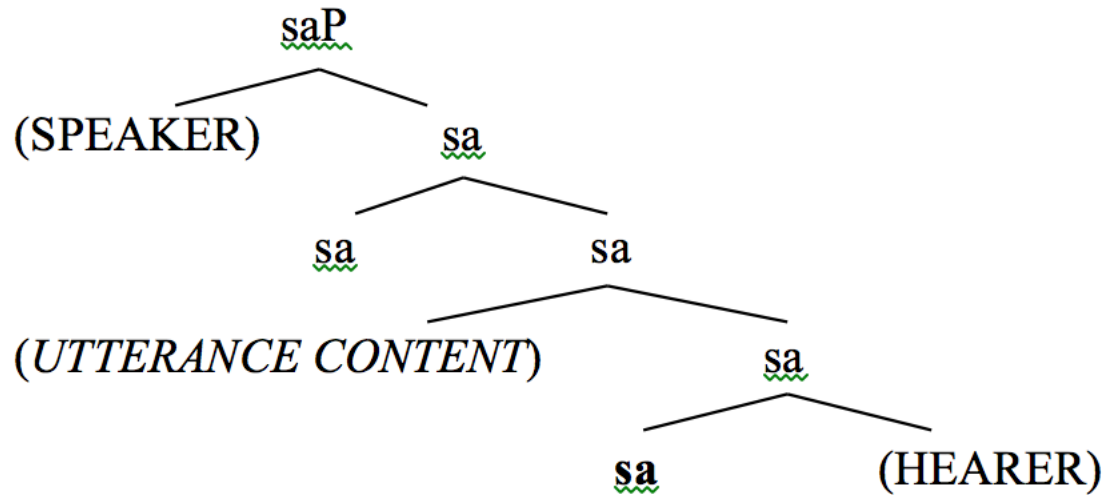 saP
(SPEAKER) sa
sa sa
(UTTERANCE CONTENT) sa
sa (HEARER)